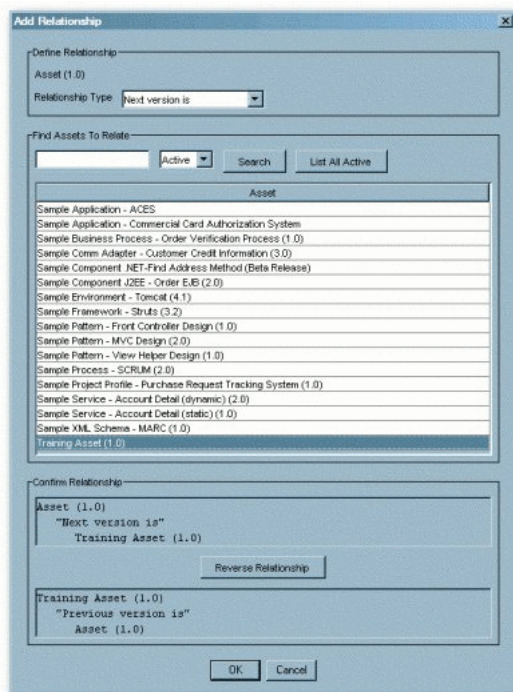 Add Relationship
Define Relationship
Asset (1.0)
Relationship Type Next version is
Find Assets To Relate
Active Search List All Active
Asset
Sample Application - ACES
Sample Application - Commercial Card Authorization System
Sample Business Process - Order Verification Process (1.0)
Sample Comm Adapter - Customer Credit Information (3.0)
Sample Component .NET-Find Address Method (Beta Release)
Sample Component J2EE - Order EJB (2.0)
Sample Environment - Tomcat (4.1)
Sample Framework - Struts (3.2)
Sample Pattern - Front Controller Design (1.0)
Sample Pattern - MVC Design (2.0)
Sample Pattern - View Helper Design (1.0)
Sample Process - SCRUM (2.0)
Sample Project Profile - Purchase Request Tracking System (1.0)
Sample Service - Account Detail (dynamic) (2.0)
Sample Service - Account Detail (static) (1.0)
Sample XML Schema - MARC (1.0)
Training Asset (1.0)
Confirm Relationship
Asset (1.0)
"Next version is"
Training Asset (1.0)
Reverse Relationship
Training Asset (1.0)
"Previous version is"
Asset (1.0)
OK Cancel